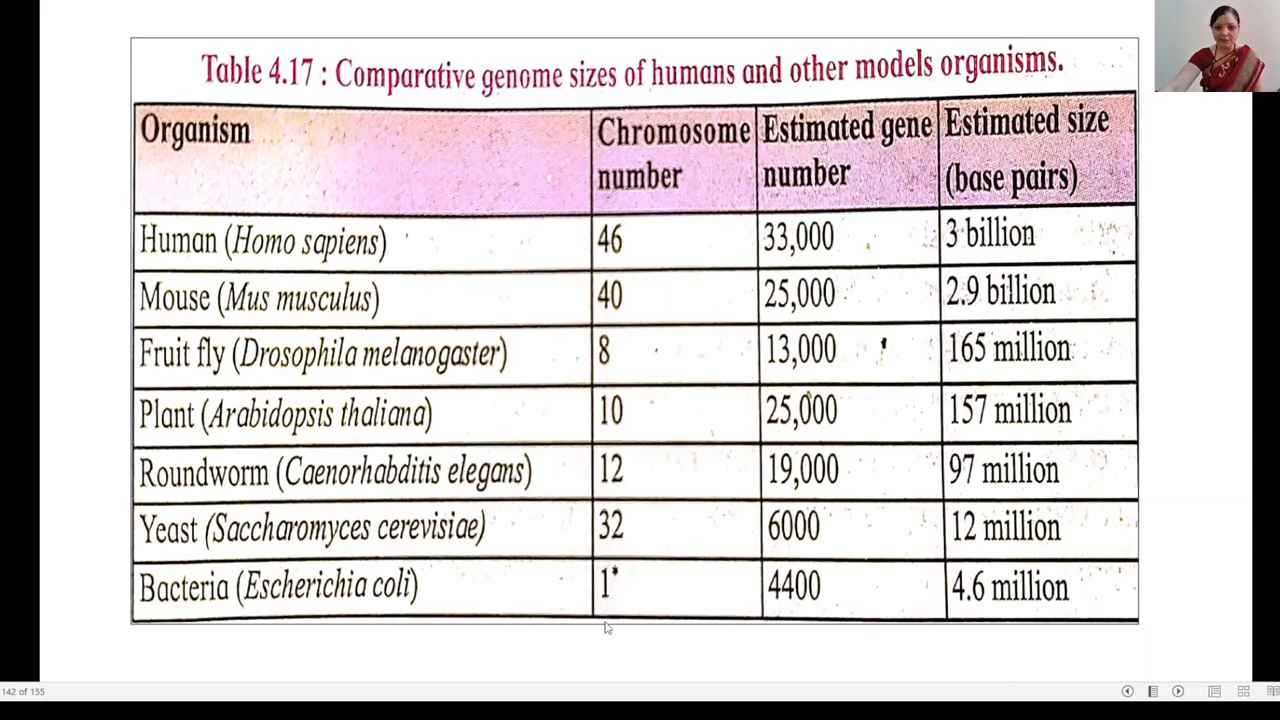 Table 4.17 : Comparative genome sizes of humans and other models organisms.
Organism Chromosome number Estimated gene number Estimated size (base pairs)
Human (Homo sapiens) 46 33,000 3 billion
Mouse (Mus musculus) 40 25,000 2.9 billion
Fruit fly (Drosophila melanogaster) 8 13,000 165 million
Plant (Arabidopsis thaliana) 10 25,000 157 million
Roundworm (Caenorhabditis elegans) 12 19,000 97 million
Yeast (Saccharomyces cerevisiae) 32 6000 12 million
Bacteria (Escherichia coli) 1* 4400 4.6 million
142 of 155